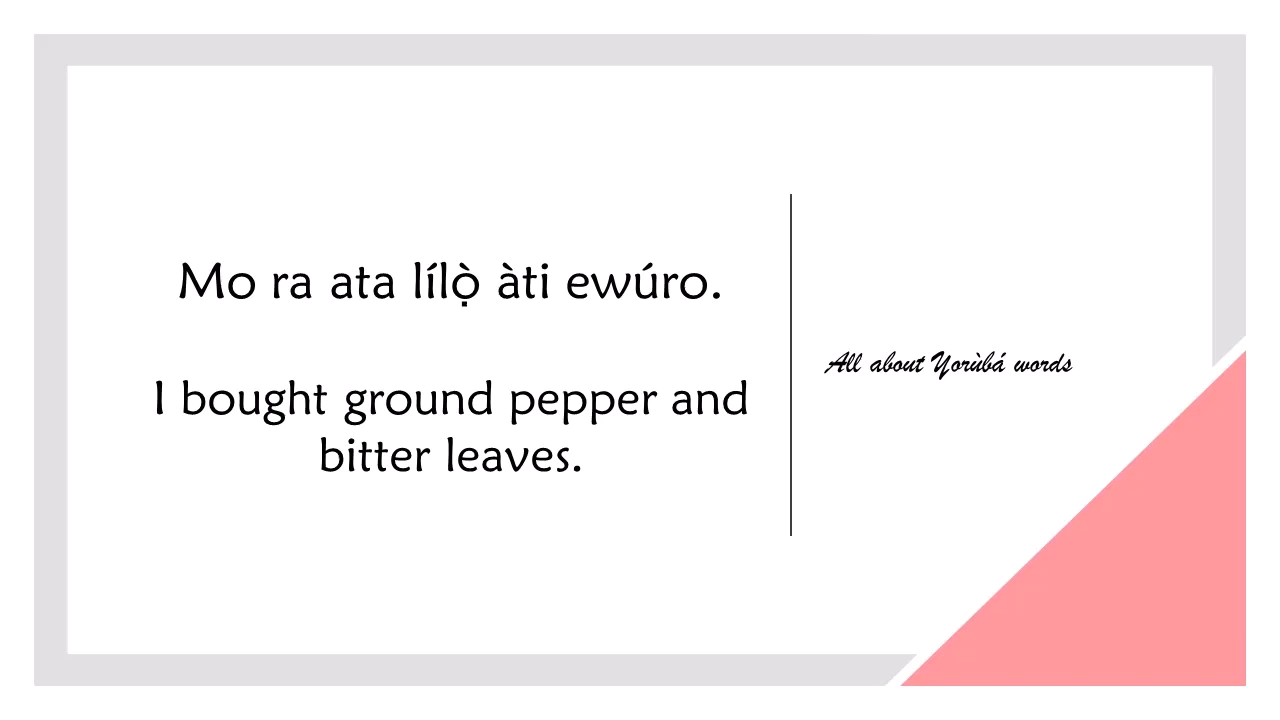 Mo ra ata lílọ̀ àti ewúro.
I bought ground pepper and
bitter leaves.
All about Yorùbá words